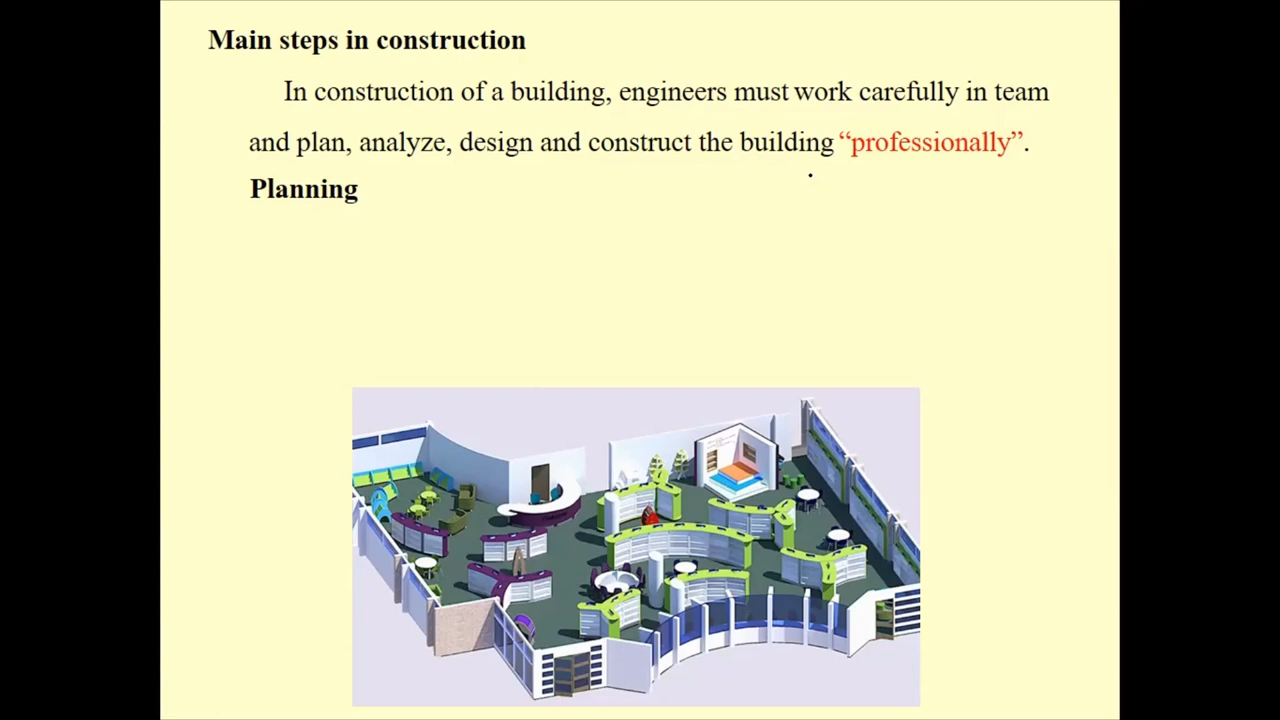 Main steps in construction
In construction of a building, engineers must work carefully in team
and plan, analyze, design and construct the building “professionally”.
Planning